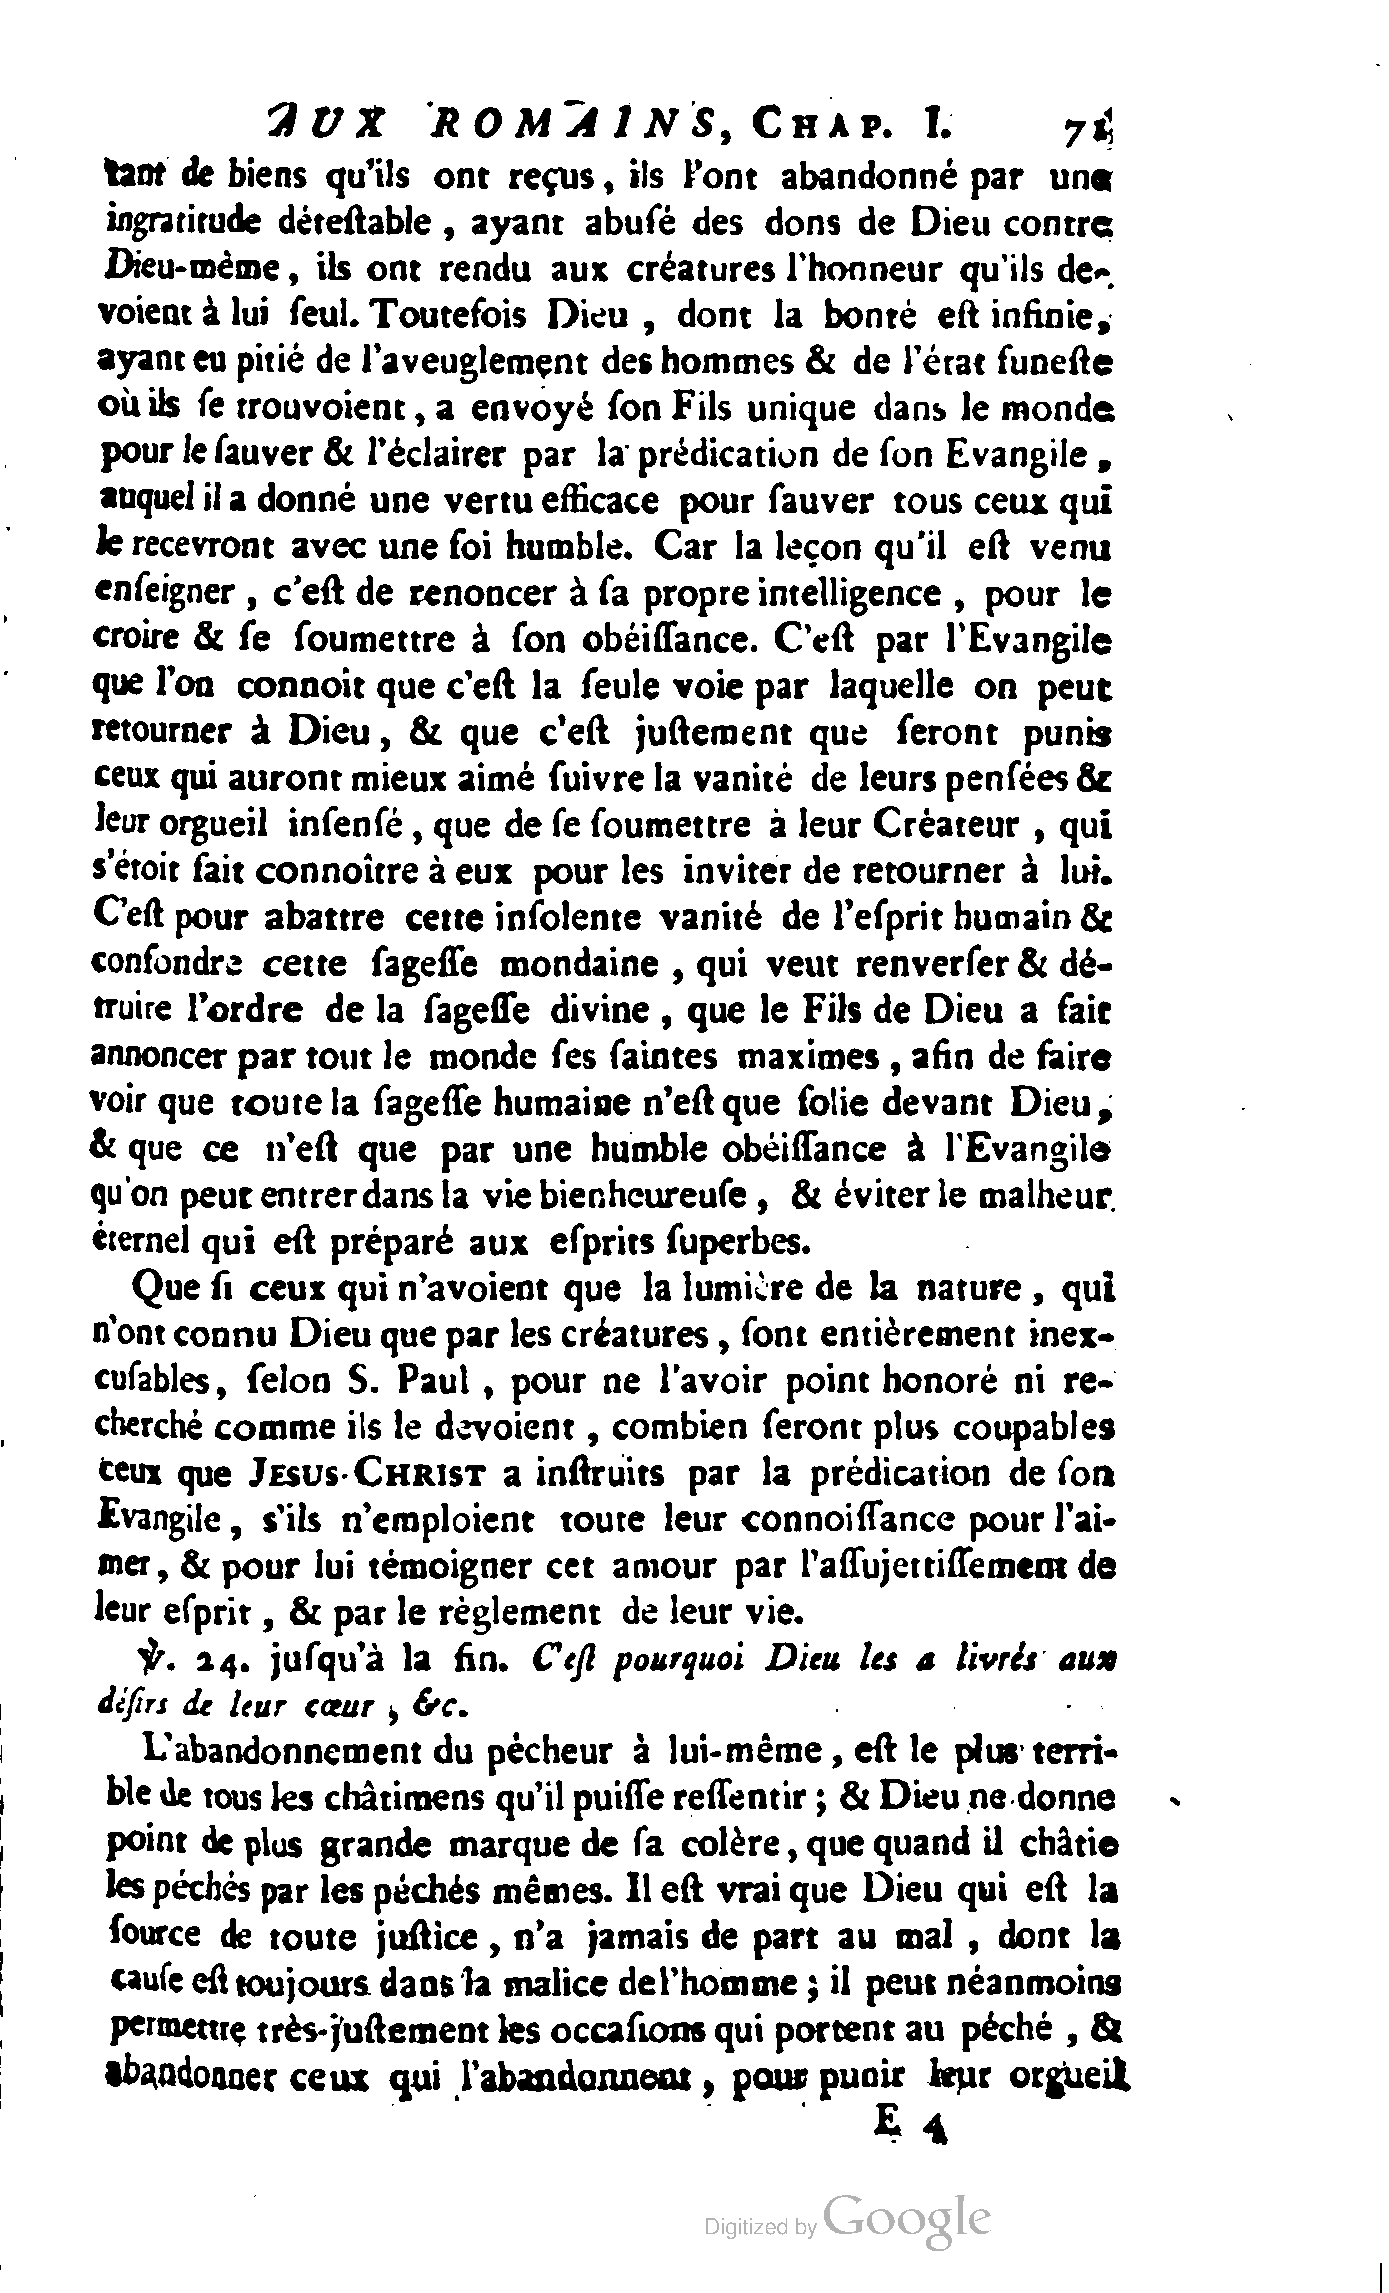 AUX ROMAINS, CHAP. I. 71
tant de biens qu'ils ont reçus, ils l'ont abandonné par une
ingratitude déteſtable, ayant abuſé des dons de Dieu contre
Dieu-même, ils ont rendu aux créatures l'honneur qu'ils de-
voient à lui ſeul. Toutefois Dieu, dont la bonté eſt infinie,
ayant eu pitié de l'aveuglement des hommes & de l'état funeſte
où ils ſe trouvoient, a envoyé ſon Fils unique dans le monde
pour le ſauver & l'éclairer par la prédication de ſon Evangile,
auquel il a donné une vertu efficace pour ſauver tous ceux qui
le recevront avec une foi humble. Car la leçon qu'il eſt venu
enſeigner, c'eſt de renoncer à ſa propre intelligence, pour le
croire & ſe ſoumettre à ſon obéiſſance. C'eſt par l'Evangile
que l'on connoit que c'eſt la ſeule voie par laquelle on peut
retourner à Dieu, & que c'eſt juſtement que ſeront punis
ceux qui auront mieux aimé ſuivre la vanité de leurs penſées &
leur orgueil inſenſé, que de ſe ſoumettre à leur Créateur, qui
s'étoit fait connoître à eux pour les inviter de retourner à lui.
C'eſt pour abattre cette inſolente vanité de l'eſprit humain &
confondre cette ſageſſe mondaine, qui veut renverſer & dé-
truire l'ordre de la ſageſſe divine, que le Fils de Dieu a fait
annoncer par tout le monde ſes ſaintes maximes, afin de faire
voir que toute la ſageſſe humaine n'eſt que folie devant Dieu,
& que ce n'eſt que par une humble obéiſſance à l'Evangile
qu'on peut entrer dans la vie bienheureuſe, & éviter le malheur
éternel qui eſt préparé aux eſprits ſuperbes.
Que ſi ceux qui n'avoient que la lumière de la nature, qui
n'ont connu Dieu que par les créatures, ſont entièrement inex-
cuſables, ſelon S. Paul, pour ne l'avoir point honoré ni re-
cherché comme ils le devoient, combien ſeront plus coupables
ceux que JESUS-CHRIST a inſtruits par la prédication de ſon
Evangile, s'ils n'emploient toute leur connoiſſance pour l'ai-
mer, & pour lui témoigner cet amour par l'aſſujettiſſement de
leur eſprit, & par le règlement de leur vie.
℣. 24. juſqu'à la fin. C'eſt pourquoi Dieu les a livrés aux
déſirs de leur cœur, &c.
L'abandonnement du pécheur à lui-même, eſt le plus terri-
ble de tous les châtimens qu'il puiſſe reſſentir; & Dieu ne donne
point de plus grande marque de ſa colère, que quand il châtie
les péchés par les péchés mêmes. Il eſt vrai que Dieu qui eſt la
ſource de toute juſtice, n'a jamais de part au mal, dont la
cauſe eſt toujours dans la malice de l'homme; il peut néanmoins
permettre très-juſtement les occaſions qui portent au péché, &
abandonner ceux qui l'abandonnent, pour punir leur orgueil
E 4
Digitized by Google